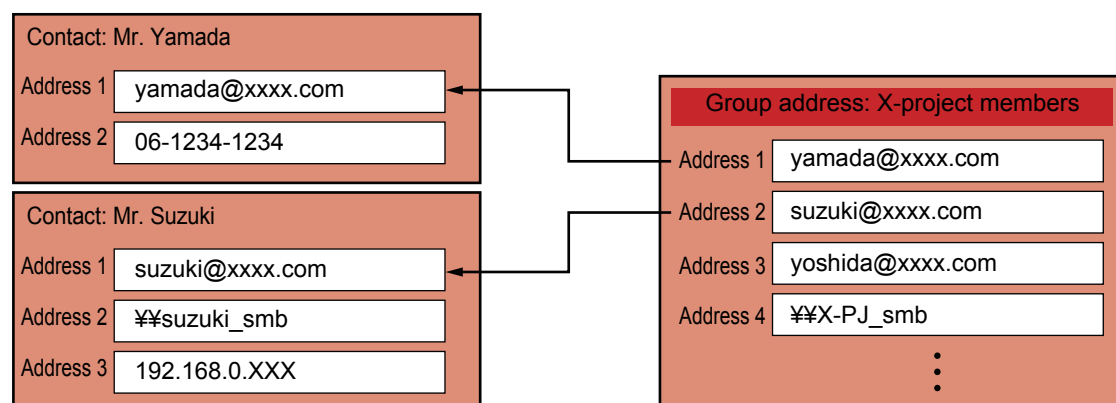 Contact: Mr. Yamada
Address 1 yamada@xxxx.com
Address 2 06-1234-1234
Contact: Mr. Suzuki
Address 1 suzuki@xxxx.com
Address 2 ¥¥suzuki_smb
Address 3 192.168.0.XXX
Group address: X-project members
Address 1 yamada@xxxx.com
Address 2 suzuki@xxxx.com
Address 3 yoshida@xxxx.com
Address 4 ¥¥X-PJ_smb